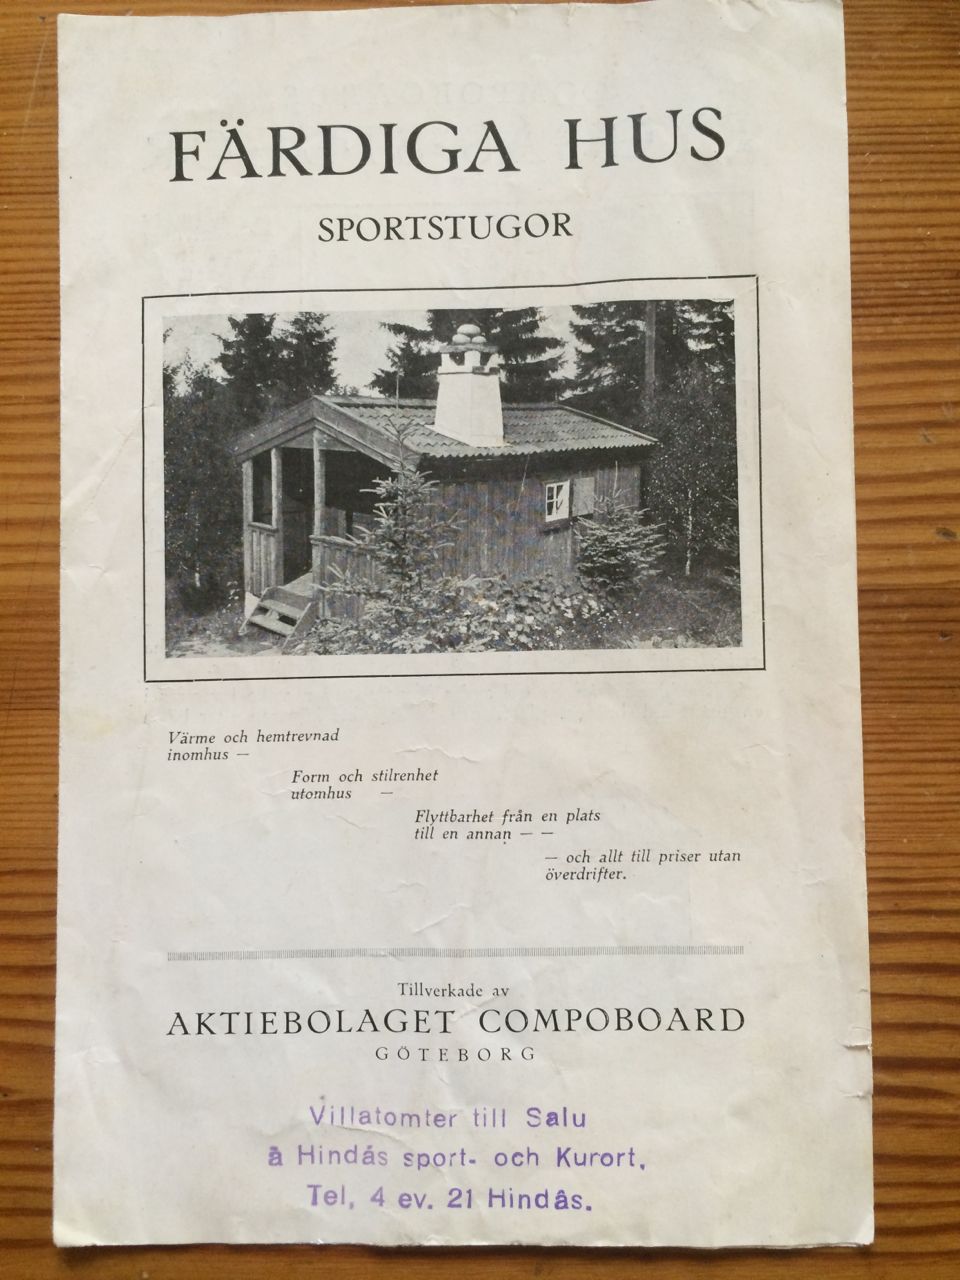 FÄRDIGA HUS
SPORTSTUGOR
Värme och hemtrevnad
inomhus —
Form och stilrenhet
utomhus —
Flyttbarhet från en plats
till en annan — —
— och allt till priser utan
överdrifter.
Tillverkade av
AKTIEBOLAGET COMPOBOARD
GÖTEBORG
Villatomter till Salu
å Hindås sport- och Kurort,
Tel, 4 ev. 21 Hindås.